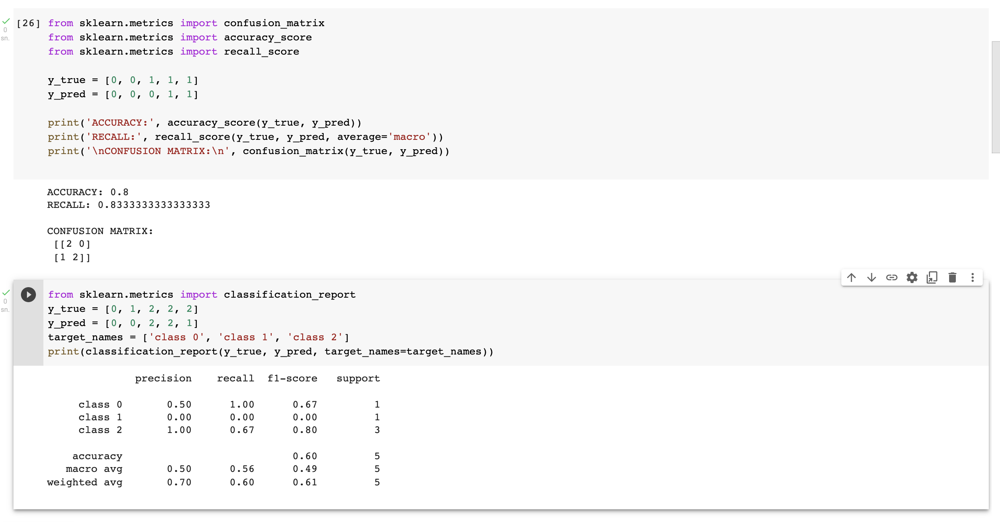 [26] from sklearn.metrics import confusion_matrix
0
sn.
from sklearn.metrics import accuracy_score
from sklearn.metrics import recall_score
y_true = [0, 0, 1, 1, 1]
y_pred = [0, 0, 0, 1, 1]
print('ACCURACY:', accuracy_score(y_true, y_pred))
print('RECALL:', recall_score(y_true, y_pred, average='macro'))
print('\nCONFUSION MATRIX:\n', confusion_matrix(y_true, y_pred))
ACCURACY: 0.8
RECALL: 0.8333333333333333
CONFUSION MATRIX:
[[2 0]
[1 2]]
from sklearn.metrics import classification_report
0
sn.
y_true = [0, 1, 2, 2, 2]
y_pred = [0, 0, 2, 2, 1]
target_names = ['class 0', 'class 1', 'class 2']
print(classification_report(y_true, y_pred, target_names=target_names))
precision recall f1-score support
class 0 0.50 1.00 0.67 1
class 1 0.00 0.00 0.00 1
class 2 1.00 0.67 0.80 3
accuracy 0.60 5
macro avg 0.50 0.56 0.49 5
weighted avg 0.70 0.60 0.61 5